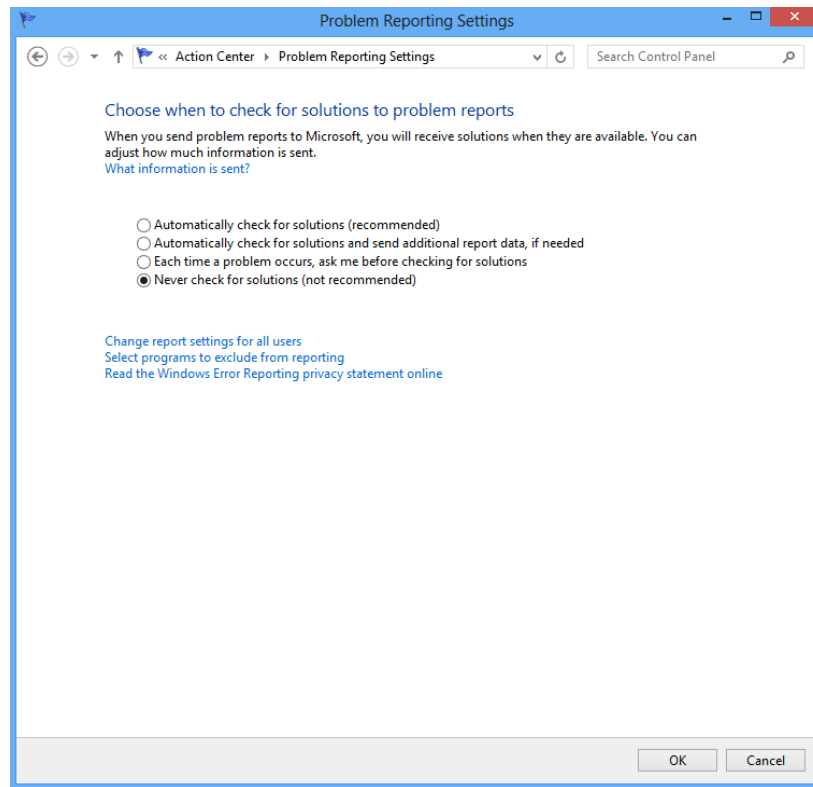 Problem Reporting Settings
« Action Center Problem Reporting Settings
Search Control Panel
Choose when to check for solutions to problem reports
When you send problem reports to Microsoft, you will receive solutions when they are available. You can
adjust how much information is sent.
What information is sent?
Automatically check for solutions (recommended)
Automatically check for solutions and send additional report data, if needed
Each time a problem occurs, ask me before checking for solutions
Never check for solutions (not recommended)
Change report settings for all users
Select programs to exclude from reporting
Read the Windows Error Reporting privacy statement online
OK Cancel